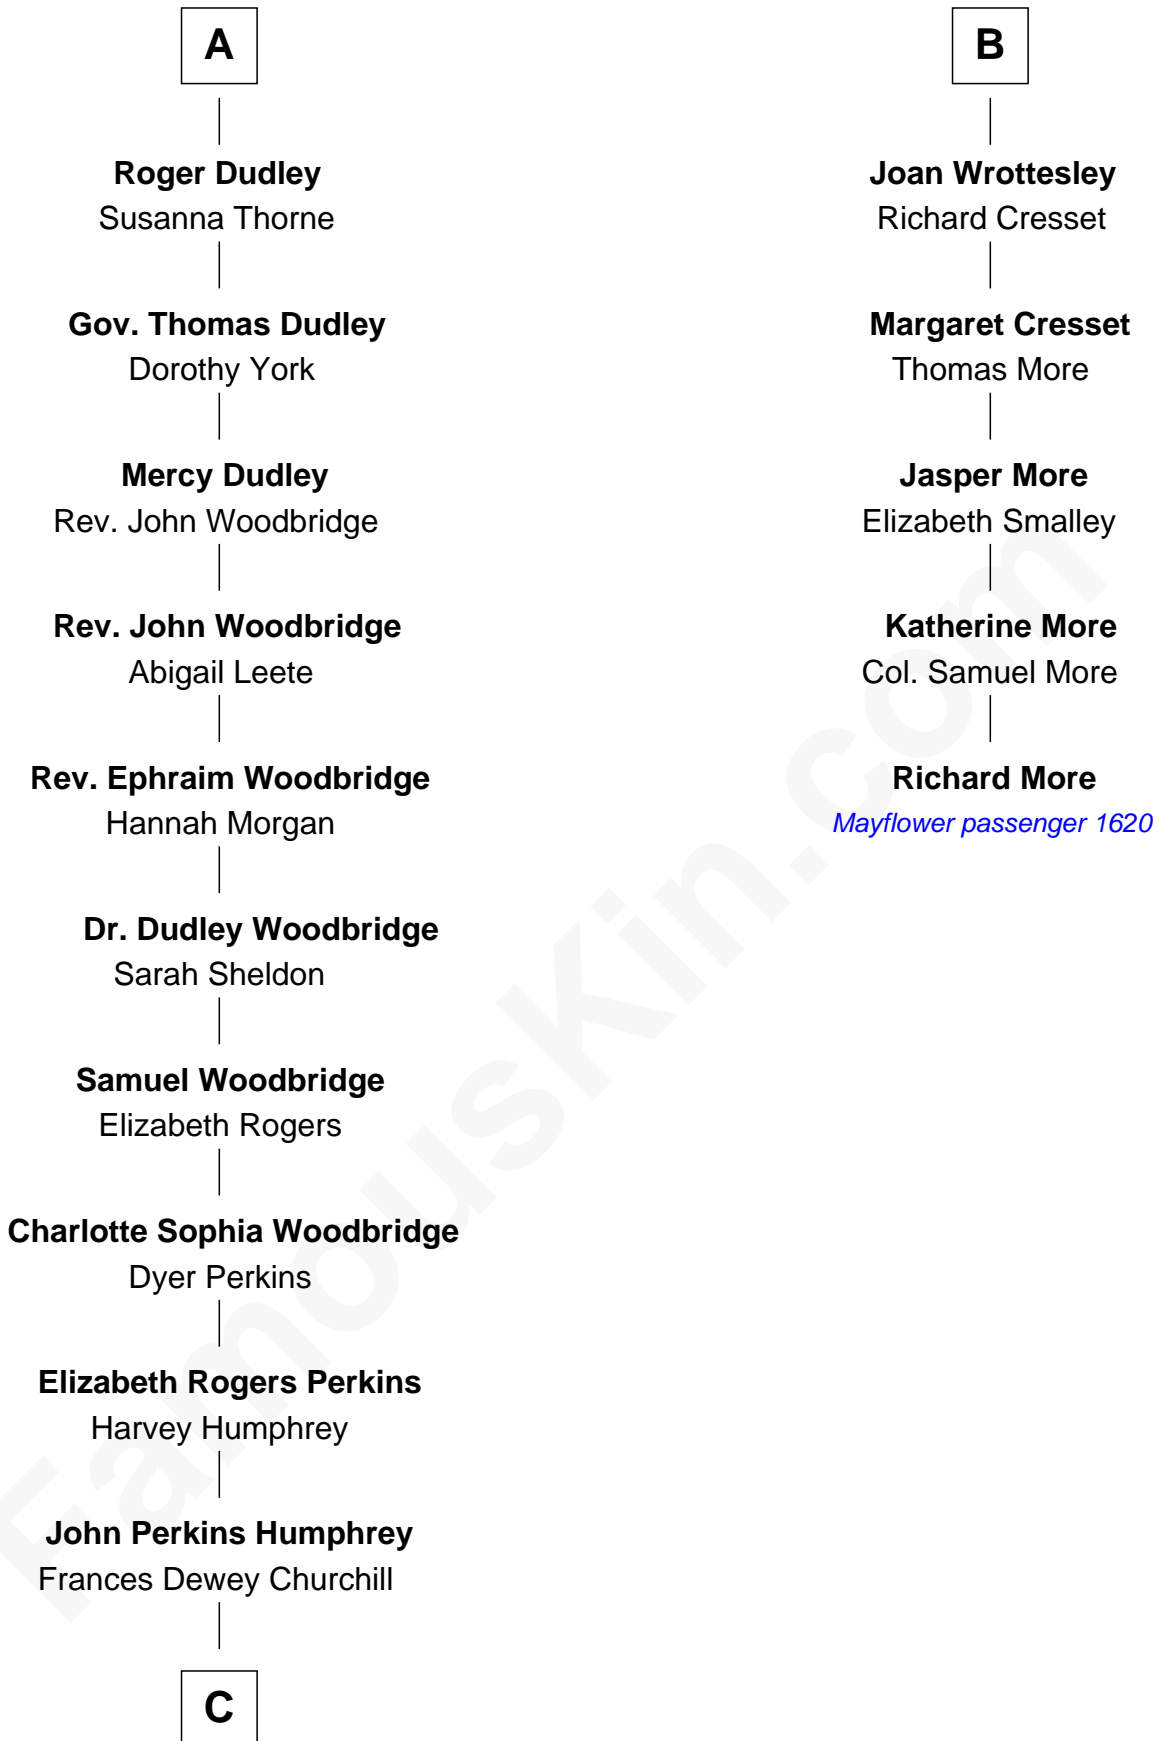 A
Roger Dudley
Susanna Thorne
Gov. Thomas Dudley
Dorothy York
Mercy Dudley
Rev. John Woodbridge
Rev. John Woodbridge
Abigail Leete
Rev. Ephraim Woodbridge
Hannah Morgan
Dr. Dudley Woodbridge
Sarah Sheldon
Samuel Woodbridge
Elizabeth Rogers
Charlotte Sophia Woodbridge
Dyer Perkins
Elizabeth Rogers Perkins
Harvey Humphrey
John Perkins Humphrey
Frances Dewey Churchill
C
B
Joan Wrottesley
Richard Cresset
Margaret Cresset
Thomas More
Jasper More
Elizabeth Smalley
Katherine More
Col. Samuel More
Richard More
Mayflower passenger 1620
FamousKin.com